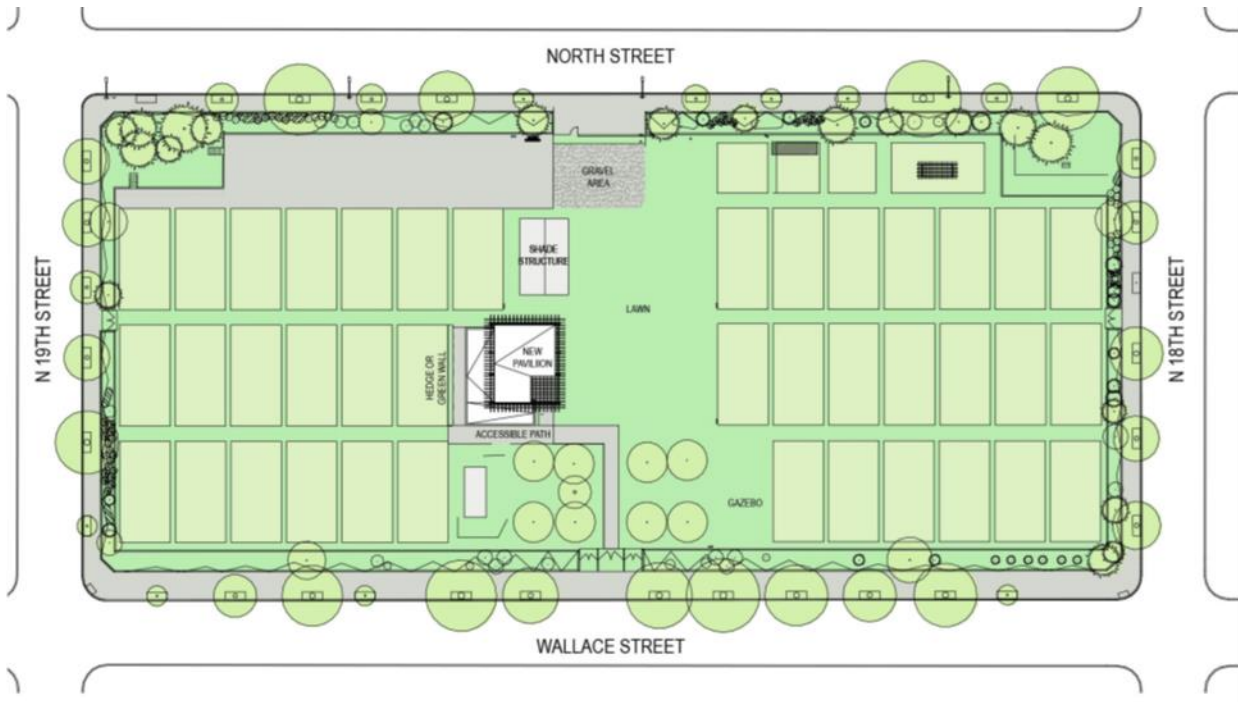 NORTH STREET
GRAVEL
AREA
SHADE
STRUCTURE
N 19TH STREET
LAWN
N 18TH STREET
HEDGE OR
GREEN WALL
NEW
PAVILION
ACCESSIBLE PATH
GAZEBO
WALLACE STREET